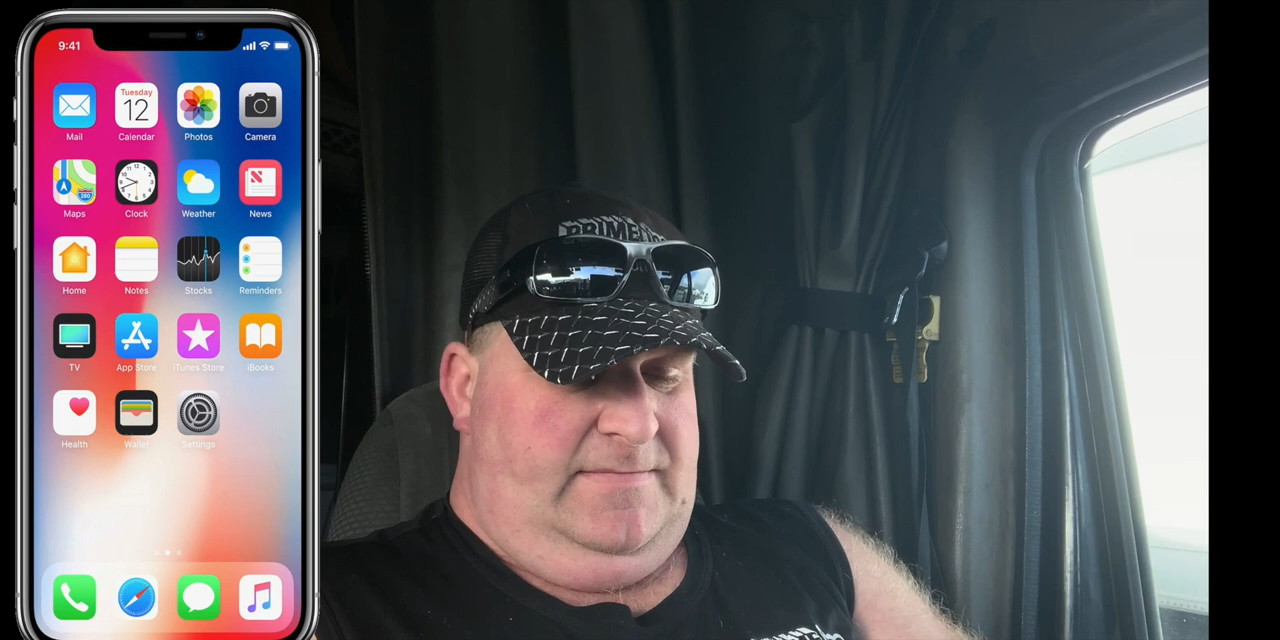 9:41
Tuesday
12
Mail
Calendar
Photos
Camera
Maps
Clock
Weather
News
Home
Notes
Stocks
Reminders
TV
App Store
iTunes Store
iBooks
Health
Wallet
Settings